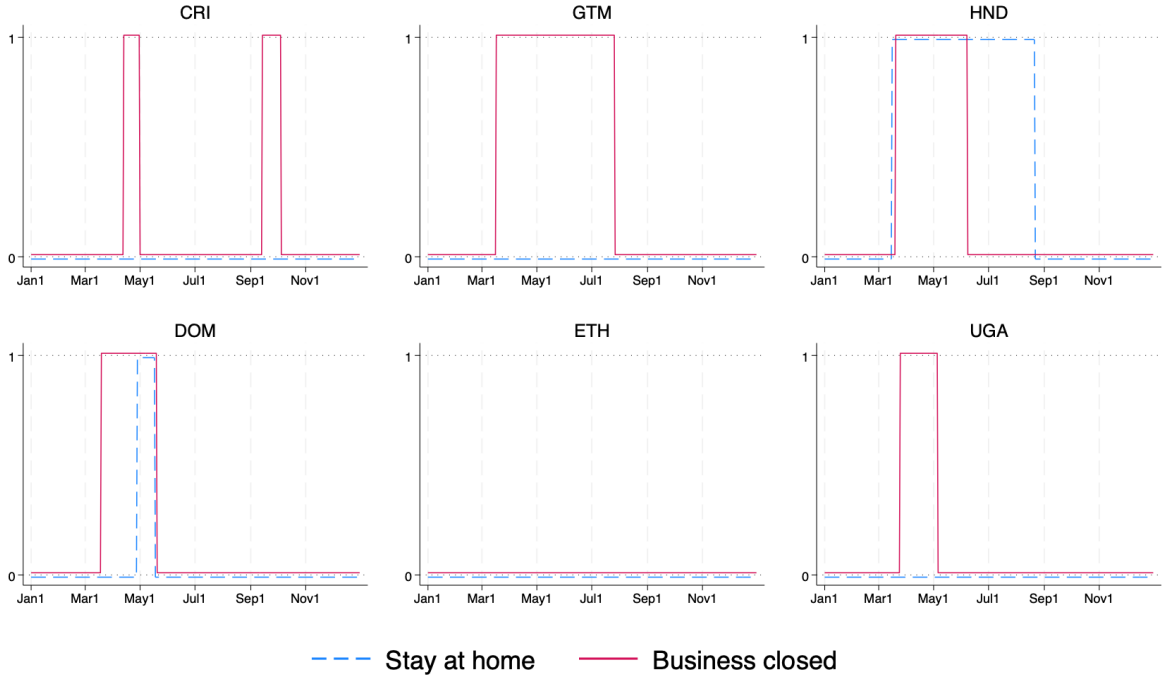 CRI GTM HND
1 1 1
0 0 0
Jan1 Mar1 May1 Jul1 Sep1 Nov1 Jan1 Mar1 May1 Jul1 Sep1 Nov1 Jan1 Mar1 May1 Jul1 Sep1 Nov1
DOM ETH UGA
1 1 1
0 0 0
Jan1 Mar1 May1 Jul1 Sep1 Nov1 Jan1 Mar1 May1 Jul1 Sep1 Nov1 Jan1 Mar1 May1 Jul1 Sep1 Nov1
Stay at home Business closed